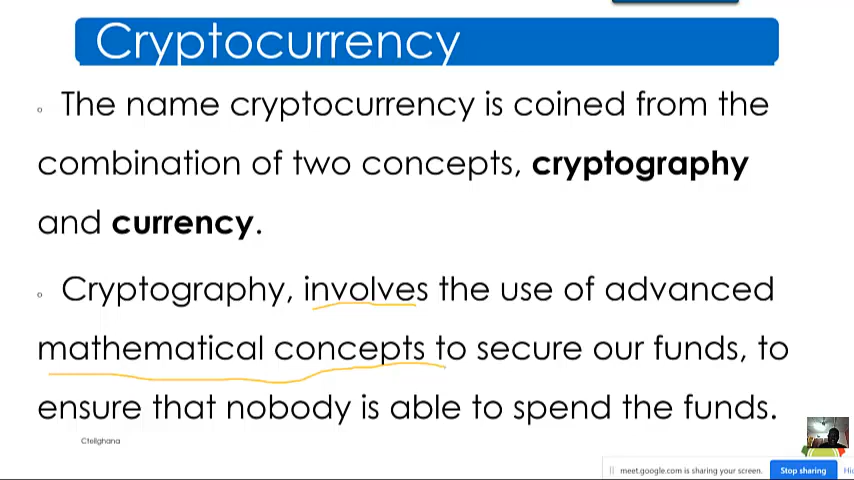 Cryptocurrency
◦ The name cryptocurrency is coined from the
combination of two concepts, cryptography
and currency.
◦ Cryptography, involves the use of advanced
mathematical concepts to secure our funds, to
ensure that nobody is able to spend the funds.
Ctellghana
meet.google.com is sharing your screen. Stop sharing